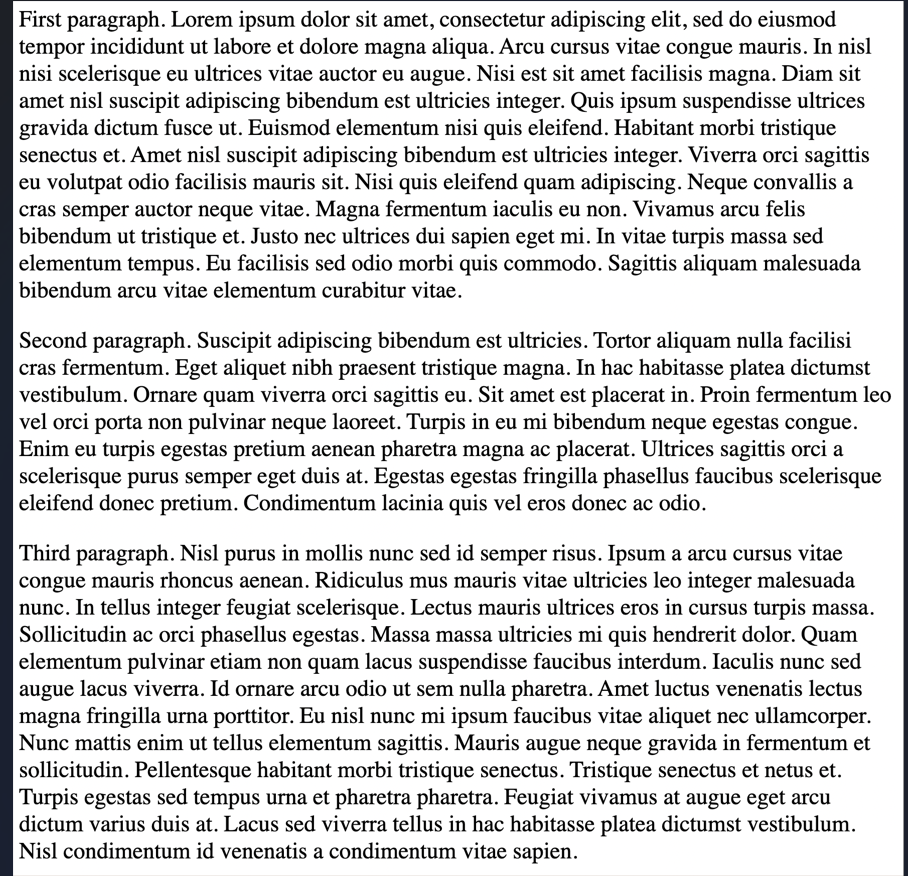 First paragraph. Lorem ipsum dolor sit amet, consectetur adipiscing elit, sed do eiusmod
tempor incididunt ut labore et dolore magna aliqua. Arcu cursus vitae congue mauris. In nisl
nisi scelerisque eu ultrices vitae auctor eu augue. Nisi est sit amet facilisis magna. Diam sit
amet nisl suscipit adipiscing bibendum est ultricies integer. Quis ipsum suspendisse ultrices
gravida dictum fusce ut. Euismod elementum nisi quis eleifend. Habitant morbi tristique
senectus et. Amet nisl suscipit adipiscing bibendum est ultricies integer. Viverra orci sagittis
eu volutpat odio facilisis mauris sit. Nisi quis eleifend quam adipiscing. Neque convallis a
cras semper auctor neque vitae. Magna fermentum iaculis eu non. Vivamus arcu felis
bibendum ut tristique et. Justo nec ultrices dui sapien eget mi. In vitae turpis massa sed
elementum tempus. Eu facilisis sed odio morbi quis commodo. Sagittis aliquam malesuada
bibendum arcu vitae elementum curabitur vitae.
Second paragraph. Suscipit adipiscing bibendum est ultricies. Tortor aliquam nulla facilisi
cras fermentum. Eget aliquet nibh praesent tristique magna. In hac habitasse platea dictumst
vestibulum. Ornare quam viverra orci sagittis eu. Sit amet est placerat in. Proin fermentum leo
vel orci porta non pulvinar neque laoreet. Turpis in eu mi bibendum neque egestas congue.
Enim eu turpis egestas pretium aenean pharetra magna ac placerat. Ultrices sagittis orci a
scelerisque purus semper eget duis at. Egestas egestas fringilla phasellus faucibus scelerisque
eleifend donec pretium. Condimentum lacinia quis vel eros donec ac odio.
Third paragraph. Nisl purus in mollis nunc sed id semper risus. Ipsum a arcu cursus vitae
congue mauris rhoncus aenean. Ridiculus mus mauris vitae ultricies leo integer malesuada
nunc. In tellus integer feugiat scelerisque. Lectus mauris ultrices eros in cursus turpis massa.
Sollicitudin ac orci phasellus egestas. Massa massa ultricies mi quis hendrerit dolor. Quam
elementum pulvinar etiam non quam lacus suspendisse faucibus interdum. Iaculis nunc sed
augue lacus viverra. Id ornare arcu odio ut sem nulla pharetra. Amet luctus venenatis lectus
magna fringilla urna porttitor. Eu nisl nunc mi ipsum faucibus vitae aliquet nec ullamcorper.
Nunc mattis enim ut tellus elementum sagittis. Mauris augue neque gravida in fermentum et
sollicitudin. Pellentesque habitant morbi tristique senectus. Tristique senectus et netus et.
Turpis egestas sed tempus urna et pharetra pharetra. Feugiat vivamus at augue eget arcu
dictum varius duis at. Lacus sed viverra tellus in hac habitasse platea dictumst vestibulum.
Nisl condimentum id venenatis a condimentum vitae sapien.